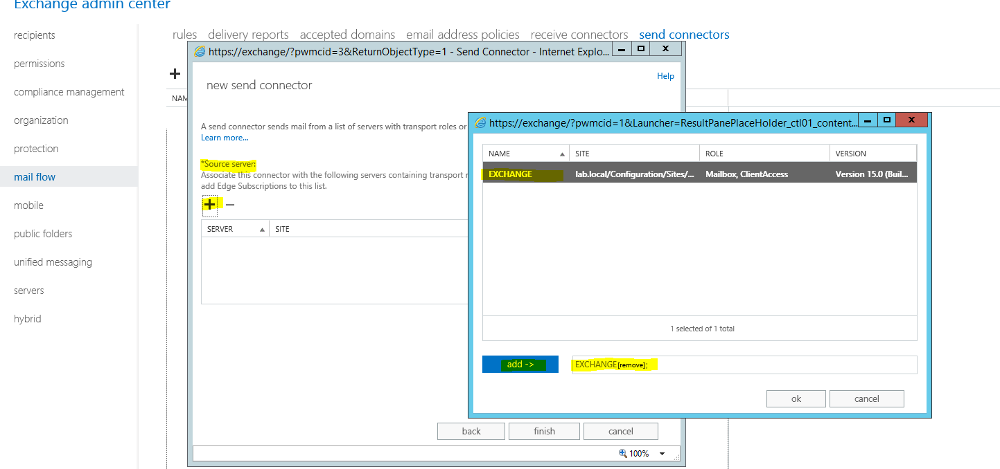 Exchange admin center
recipients
permissions
compliance management
organization
protection
mail flow
mobile
public folders
unified messaging
servers
hybrid
rules delivery reports accepted domains email address policies receive connectors send connectors
NAM
https://exchange/?pwmcid=3&ReturnObjectType=1 - Send Connector - Internet Explo...
Help
new send connector
A send connector sends mail from a list of servers with transport roles or
Learn more...
*Source server:
Associate this connector with the following servers containing transport
add Edge Subscriptions to this list.
SERVER SITE
back finish cancel
100%
https://exchange/?pwmcid=1&Launcher=ResultPanePlaceHolder_ctl01_content...
NAME SITE ROLE VERSION
EXCHANGE lab.local/Configuration/Sites/... Mailbox, ClientAccess Version 15.0 (Buil...
1 selected of 1 total
add -> EXCHANGE[remove];
ok cancel